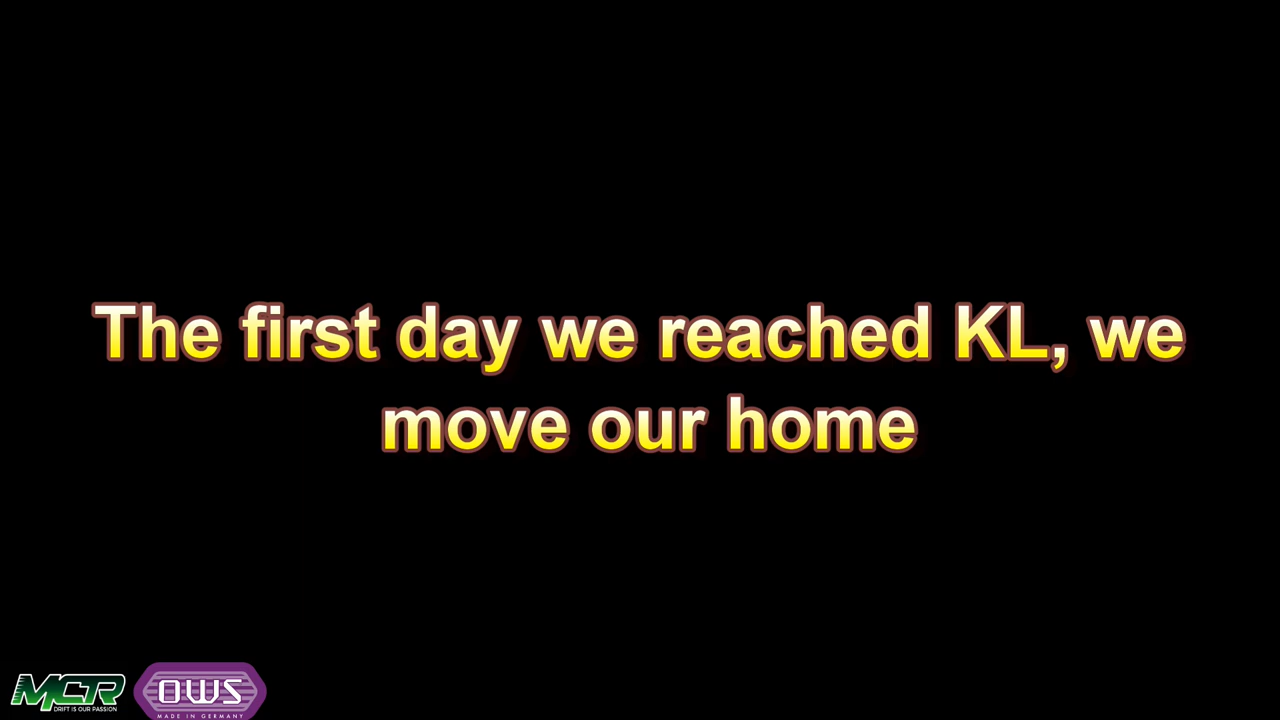 The first day we reached KL, we
move our home
MCR
DRIFT IS OUR PASSION
OWS
MADE IN GERMANY